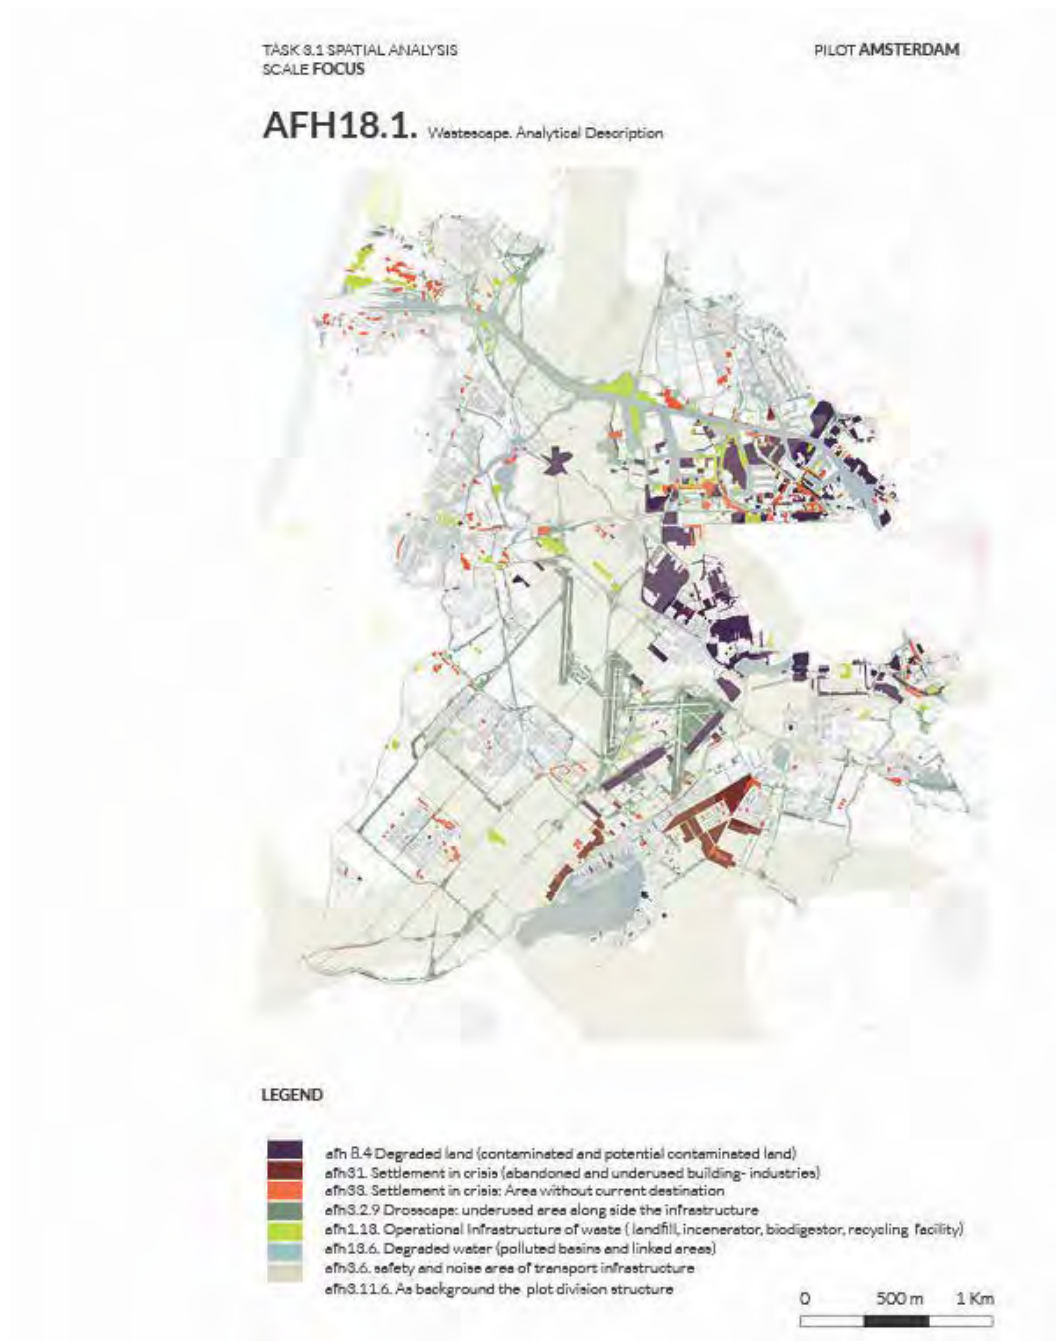 TASK 3.1 SPATIAL ANALYSIS
SCALE FOCUS
PILOT AMSTERDAM
AFH18.1. Wastescape. Analytical Description
LEGEND
afh 8.4 Degraded land (contaminated and potential contaminated land)
afh31. Settlement in crisis (abandoned and underused building- industries)
afh33. Settlement in crisis: Area without current destination
afh3.2.9 Drosscape: underused area along side the infrastructure
afh1.13. Operational Infrastructure of waste ( landfill, incenerator, biodigestor, recycling facility)
afh13.6. Degraded water (polluted basins and linked areas)
afh3.6. safety and noise area of transport infrastructure
afh3.11.6. As background the plot division structure
0 500 m 1 Km